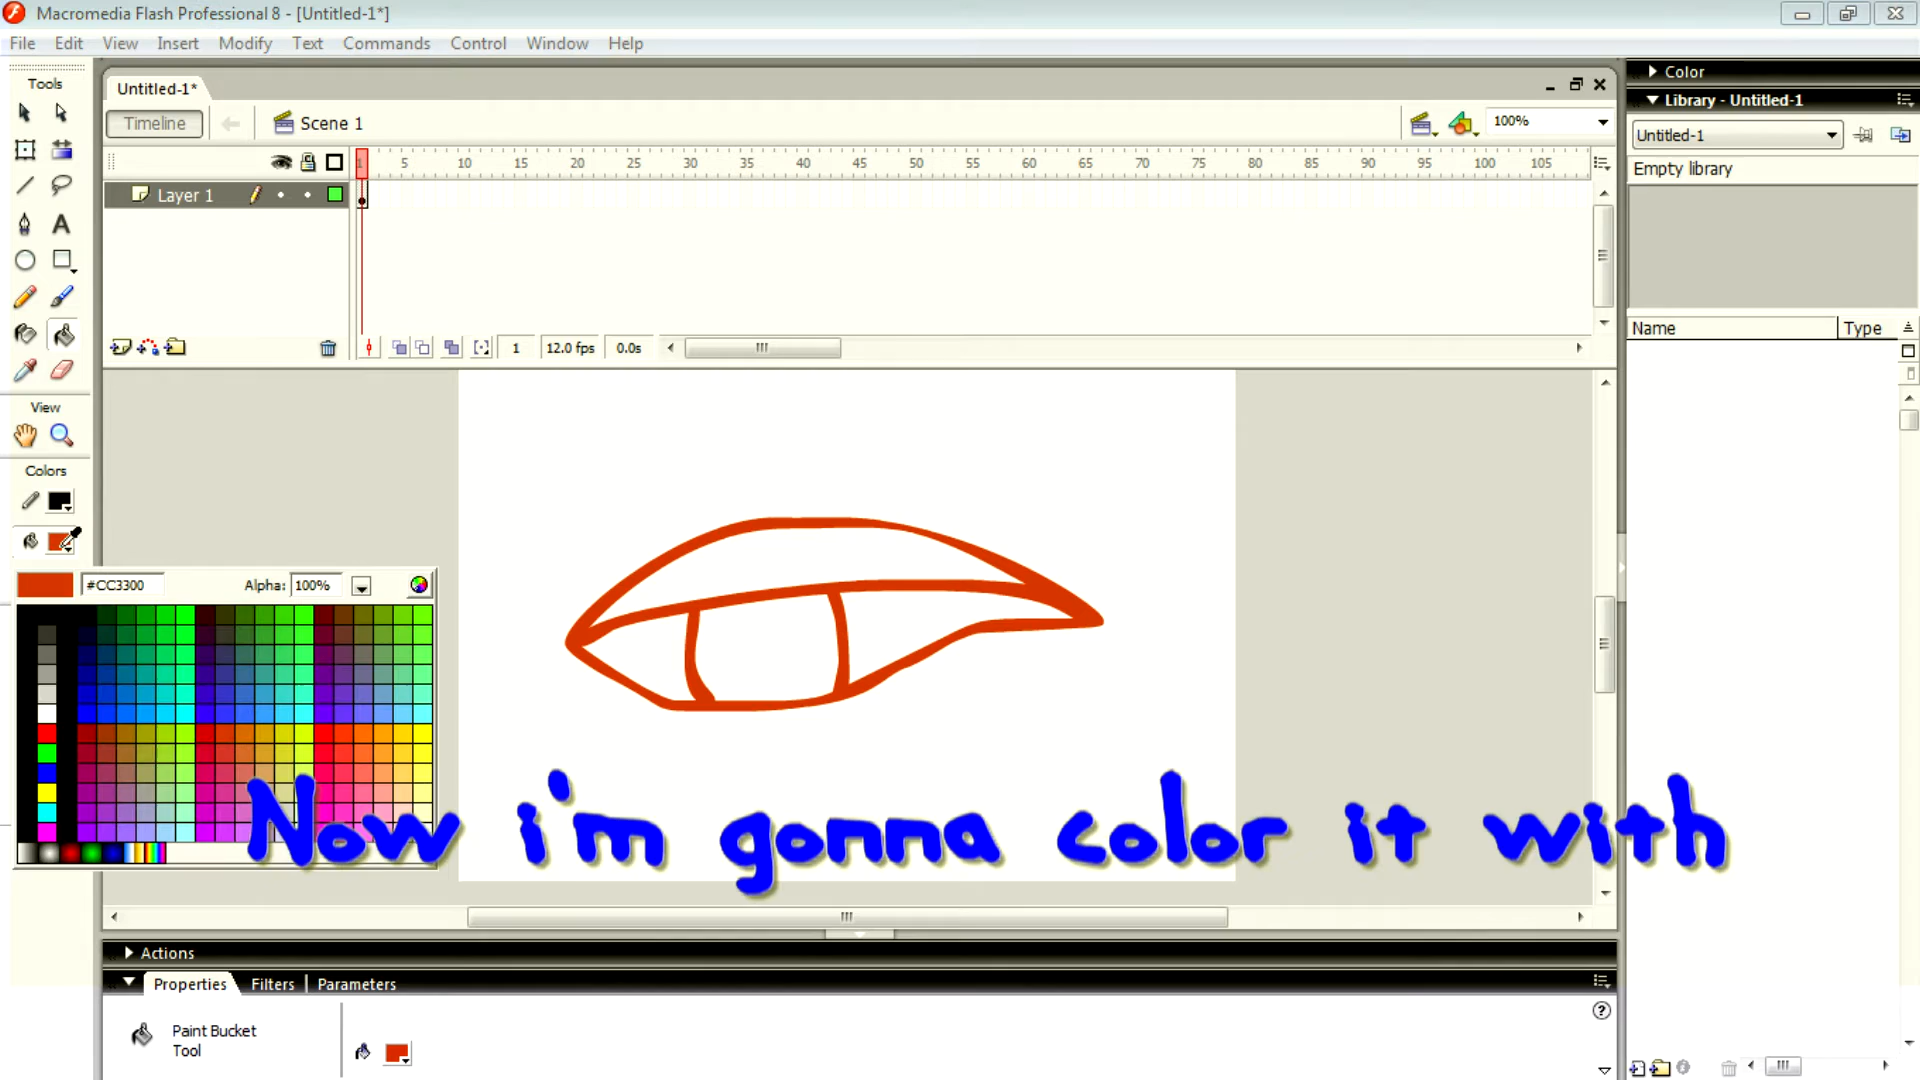 Macromedia Flash Professional 8 - [Untitled-1*]
File Edit View Insert Modify Text Commands Control Window Help
Tools
Untitled-1*
Timeline
Scene 1
100%
1 5 10 15 20 25 30 35 40 45 50 55 60 65 70 75 80 85 90 95 100 105
Layer 1
1 12.0 fps 0.0s
View
Colors
#CC3300 Alpha: 100%
Now i'm gonna color it with
Actions
Properties Filters Parameters
Paint Bucket
Tool
Color
Library - Untitled-1
Untitled-1
Empty library
Name Type